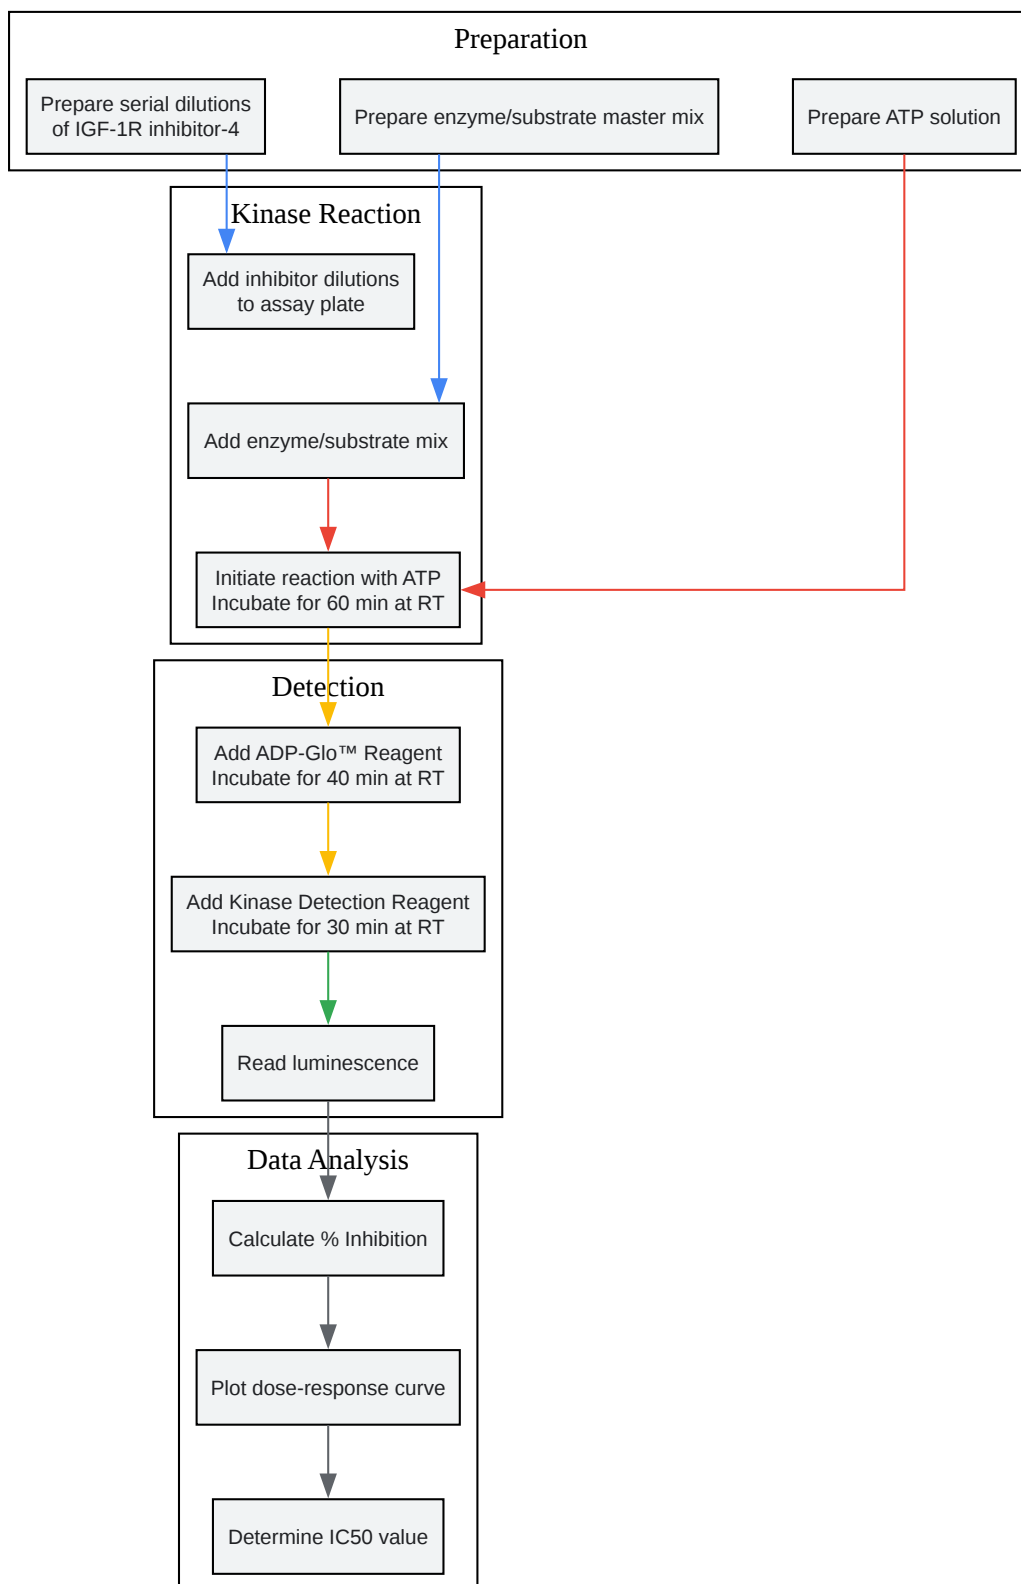 Preparation
Prepare serial dilutions
of IGF-1R inhibitor-4
Prepare enzyme/substrate master mix
Prepare ATP solution
Kinase Reaction
Add inhibitor dilutions
to assay plate
Add enzyme/substrate mix
Initiate reaction with ATP
Incubate for 60 min at RT
Detection
Add ADP-Glo™ Reagent
Incubate for 40 min at RT
Add Kinase Detection Reagent
Incubate for 30 min at RT
Read luminescence
Data Analysis
Calculate % Inhibition
Plot dose-response curve
Determine IC50 value